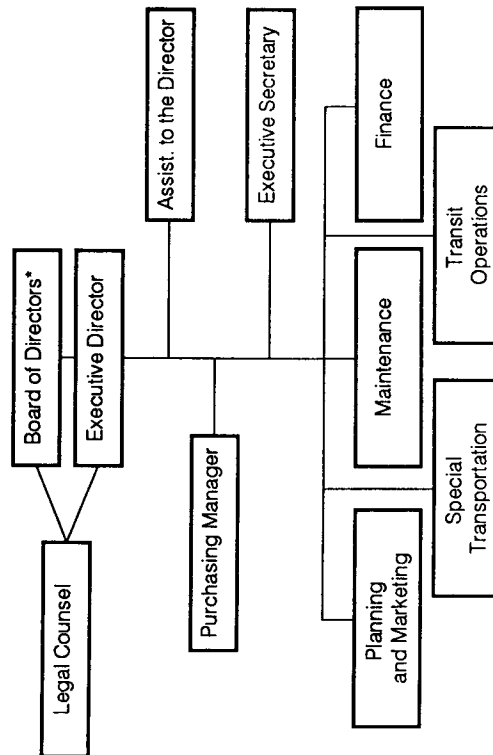 Board of Directors*
Legal Counsel
Executive Director
Assist. to the Director
Purchasing Manager
Executive Secretary
Planning
and Marketing
Maintenance
Finance
Special
Transportation
Transit
Operations